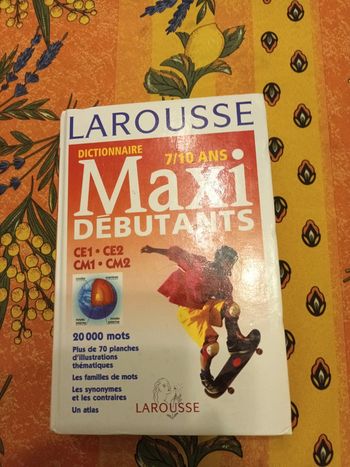 LAROUSSE
DICTIONNAIRE
7/10 ANS
Maxi
DÉBUTANTS
CE1 • CE2
CM1 • CM2
20 000 mots
Plus de 70 planches
d'illustrations
thématiques
Les familles de mots
Les synonymes
et les contraires
Un atlas
LAROUSSE